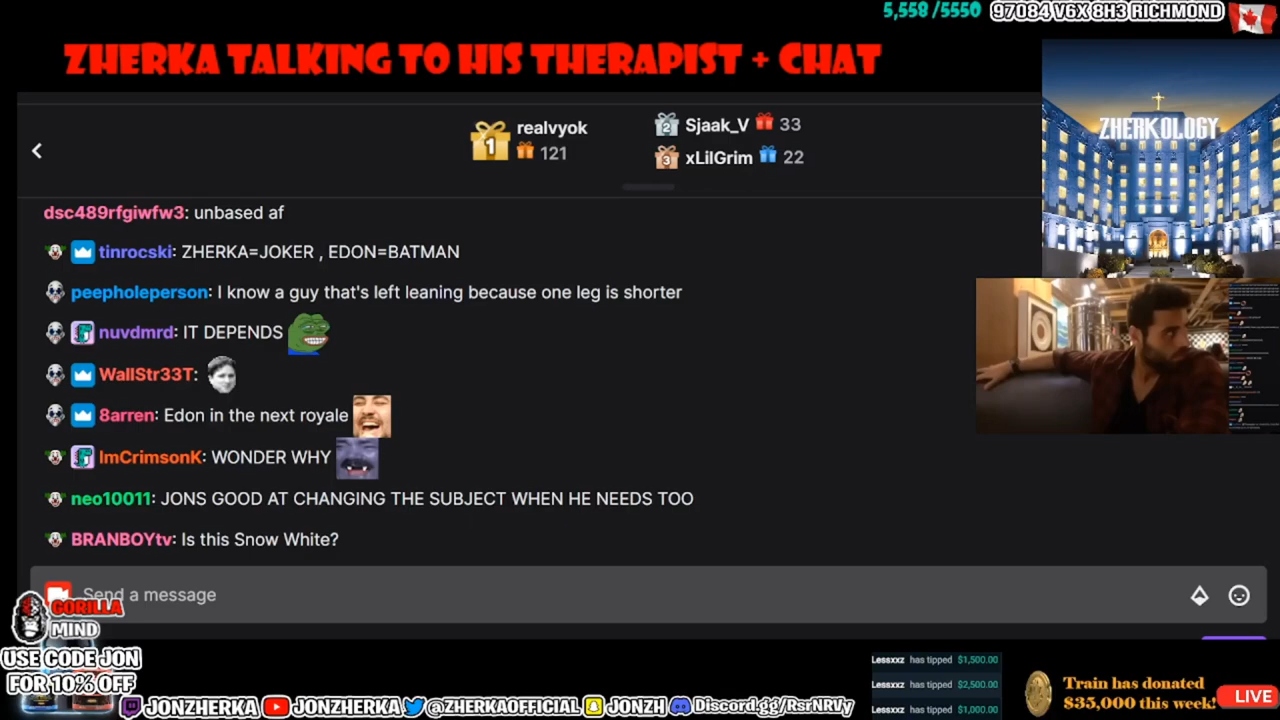 5,558 /5550
97084 V6X 8H3 RICHMOND
ZHERKA TALKING TO HIS THERAPIST + CHAT
1 realvyok
121
2 Sjaak_V 33
3 xLilGrim 22
ZHERKOLOGY
dsc489rfgiwfw3: unbased af
tinrocski: ZHERKA=JOKER , EDON=BATMAN
peepholeperson: I know a guy that's left leaning because one leg is shorter
nuvdmrd: IT DEPENDS
WallStr33T:
8arren: Edon in the next royale
ImCrimsonK: WONDER WHY
neo10011: JONS GOOD AT CHANGING THE SUBJECT WHEN HE NEEDS TOO
BRANBOYtv: Is this Snow White?
Send a message
GORILLA
MIND
USE CODE JON
FOR 10% OFF
JONZHERKA JONZHERKA @ZHERKAOFFICIAL JONZH Discord.gg/RsrNRVy
Lessxxz has tipped $1,500.00
Lessxxz has tipped $2,500.00
Lessxxz has tipped $1,000.00
Train has donated
$35,000 this week!
LIVE